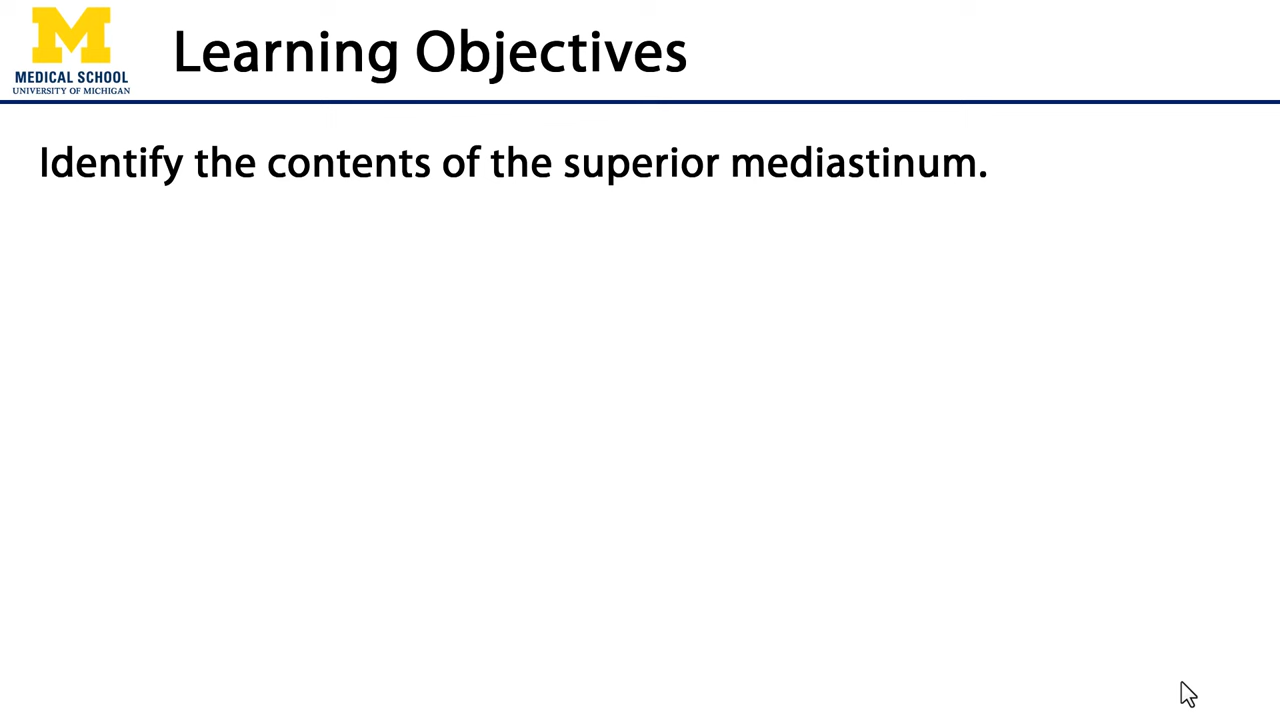 M
MEDICAL SCHOOL
UNIVERSITY OF MICHIGAN
Learning Objectives
Identify the contents of the superior mediastinum.